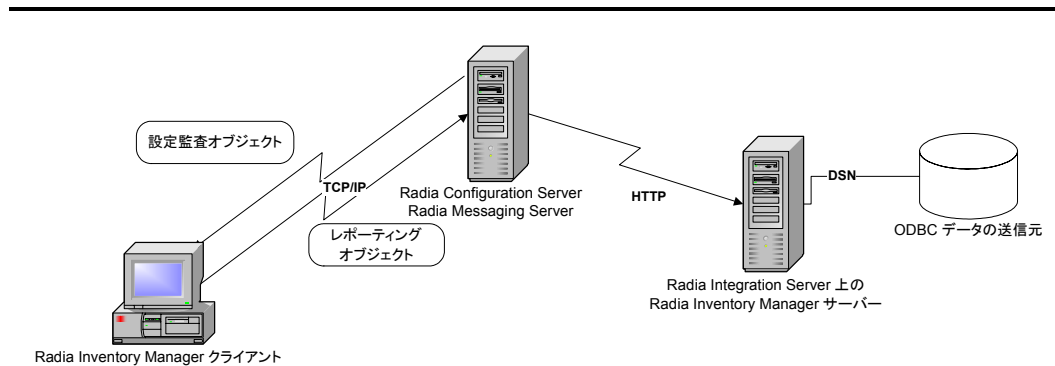 設定監査オブジェクト
TCP/IP
レポーティング
オブジェクト
Radia Inventory Manager クライアント
Radia Configuration Server
Radia Messaging Server
HTTP
Radia Integration Server 上の
Radia Inventory Manager サーバー
DSN
ODBC データの送信元